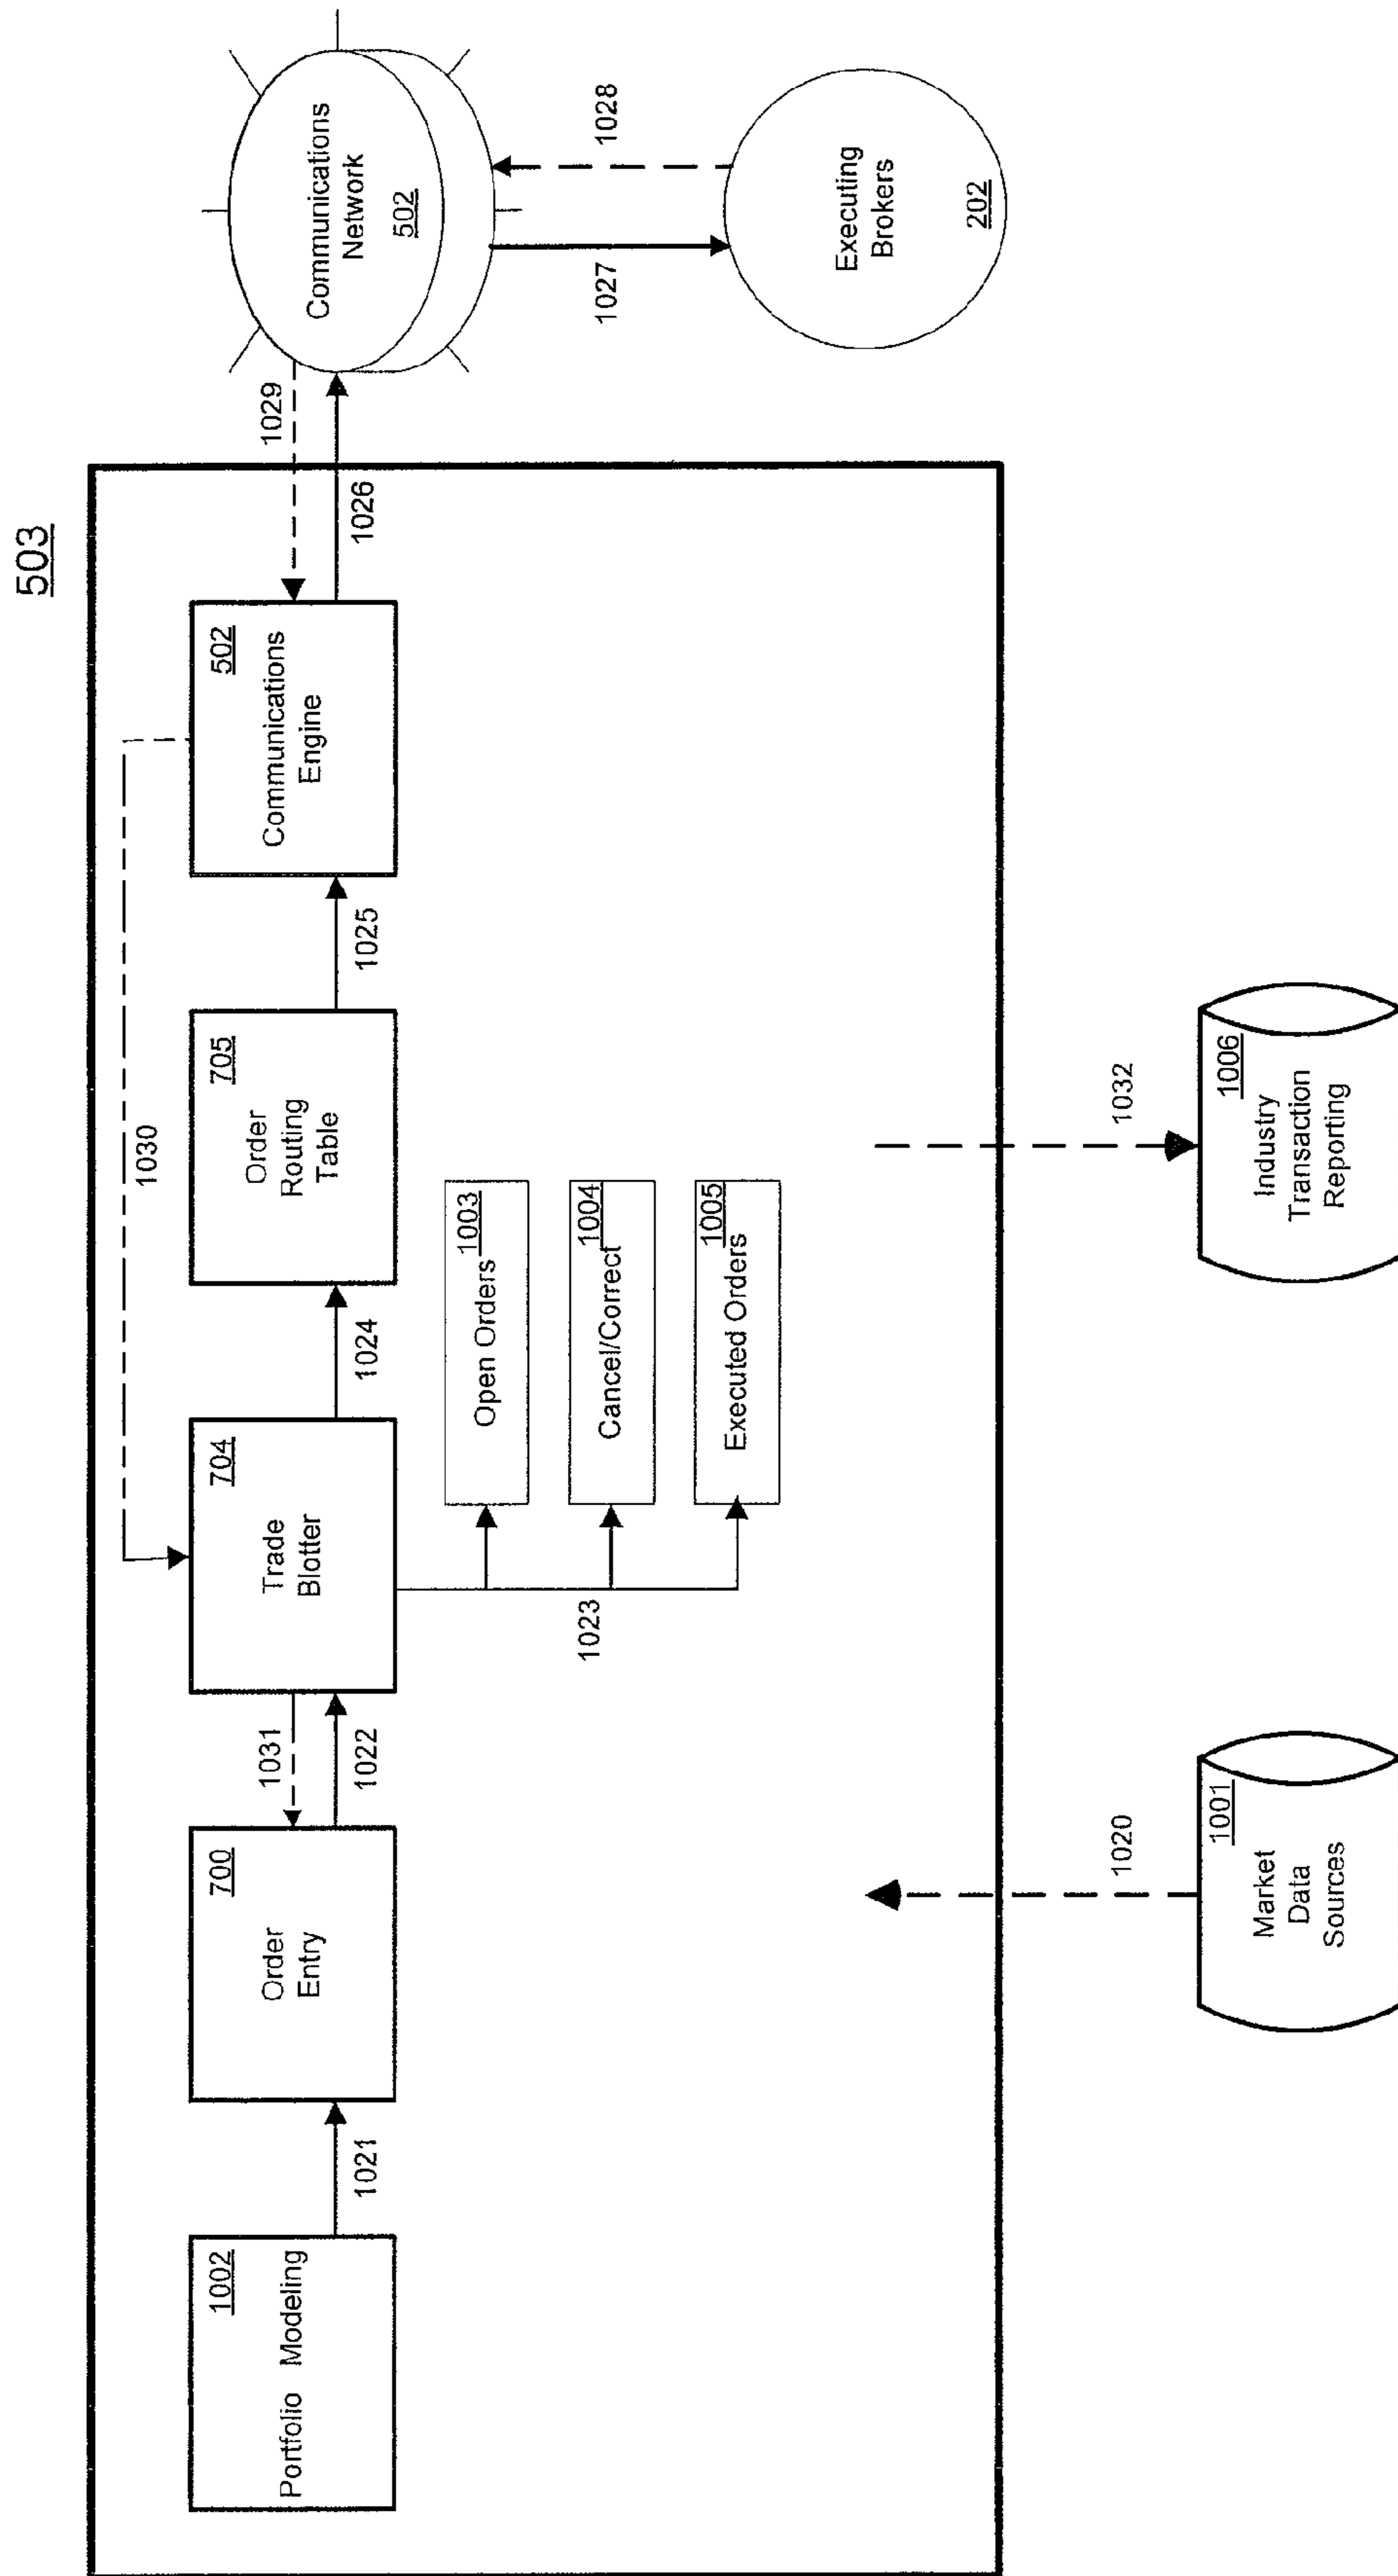 503
1002
Portfolio Modeling
1021
700
Order
Entry
1031
1022
704
Trade
Blotter
1030
1024
705
Order
Routing
Table
1025
502
Communications
Engine
1029
1026
Communications
Network
502
1027
1028
Executing
Brokers
202
1023
1003
Open Orders
1004
Cancel/Correct
1005
Executed Orders
1020
1001
Market
Data
Sources
1032
1006
Industry
Transaction
Reporting